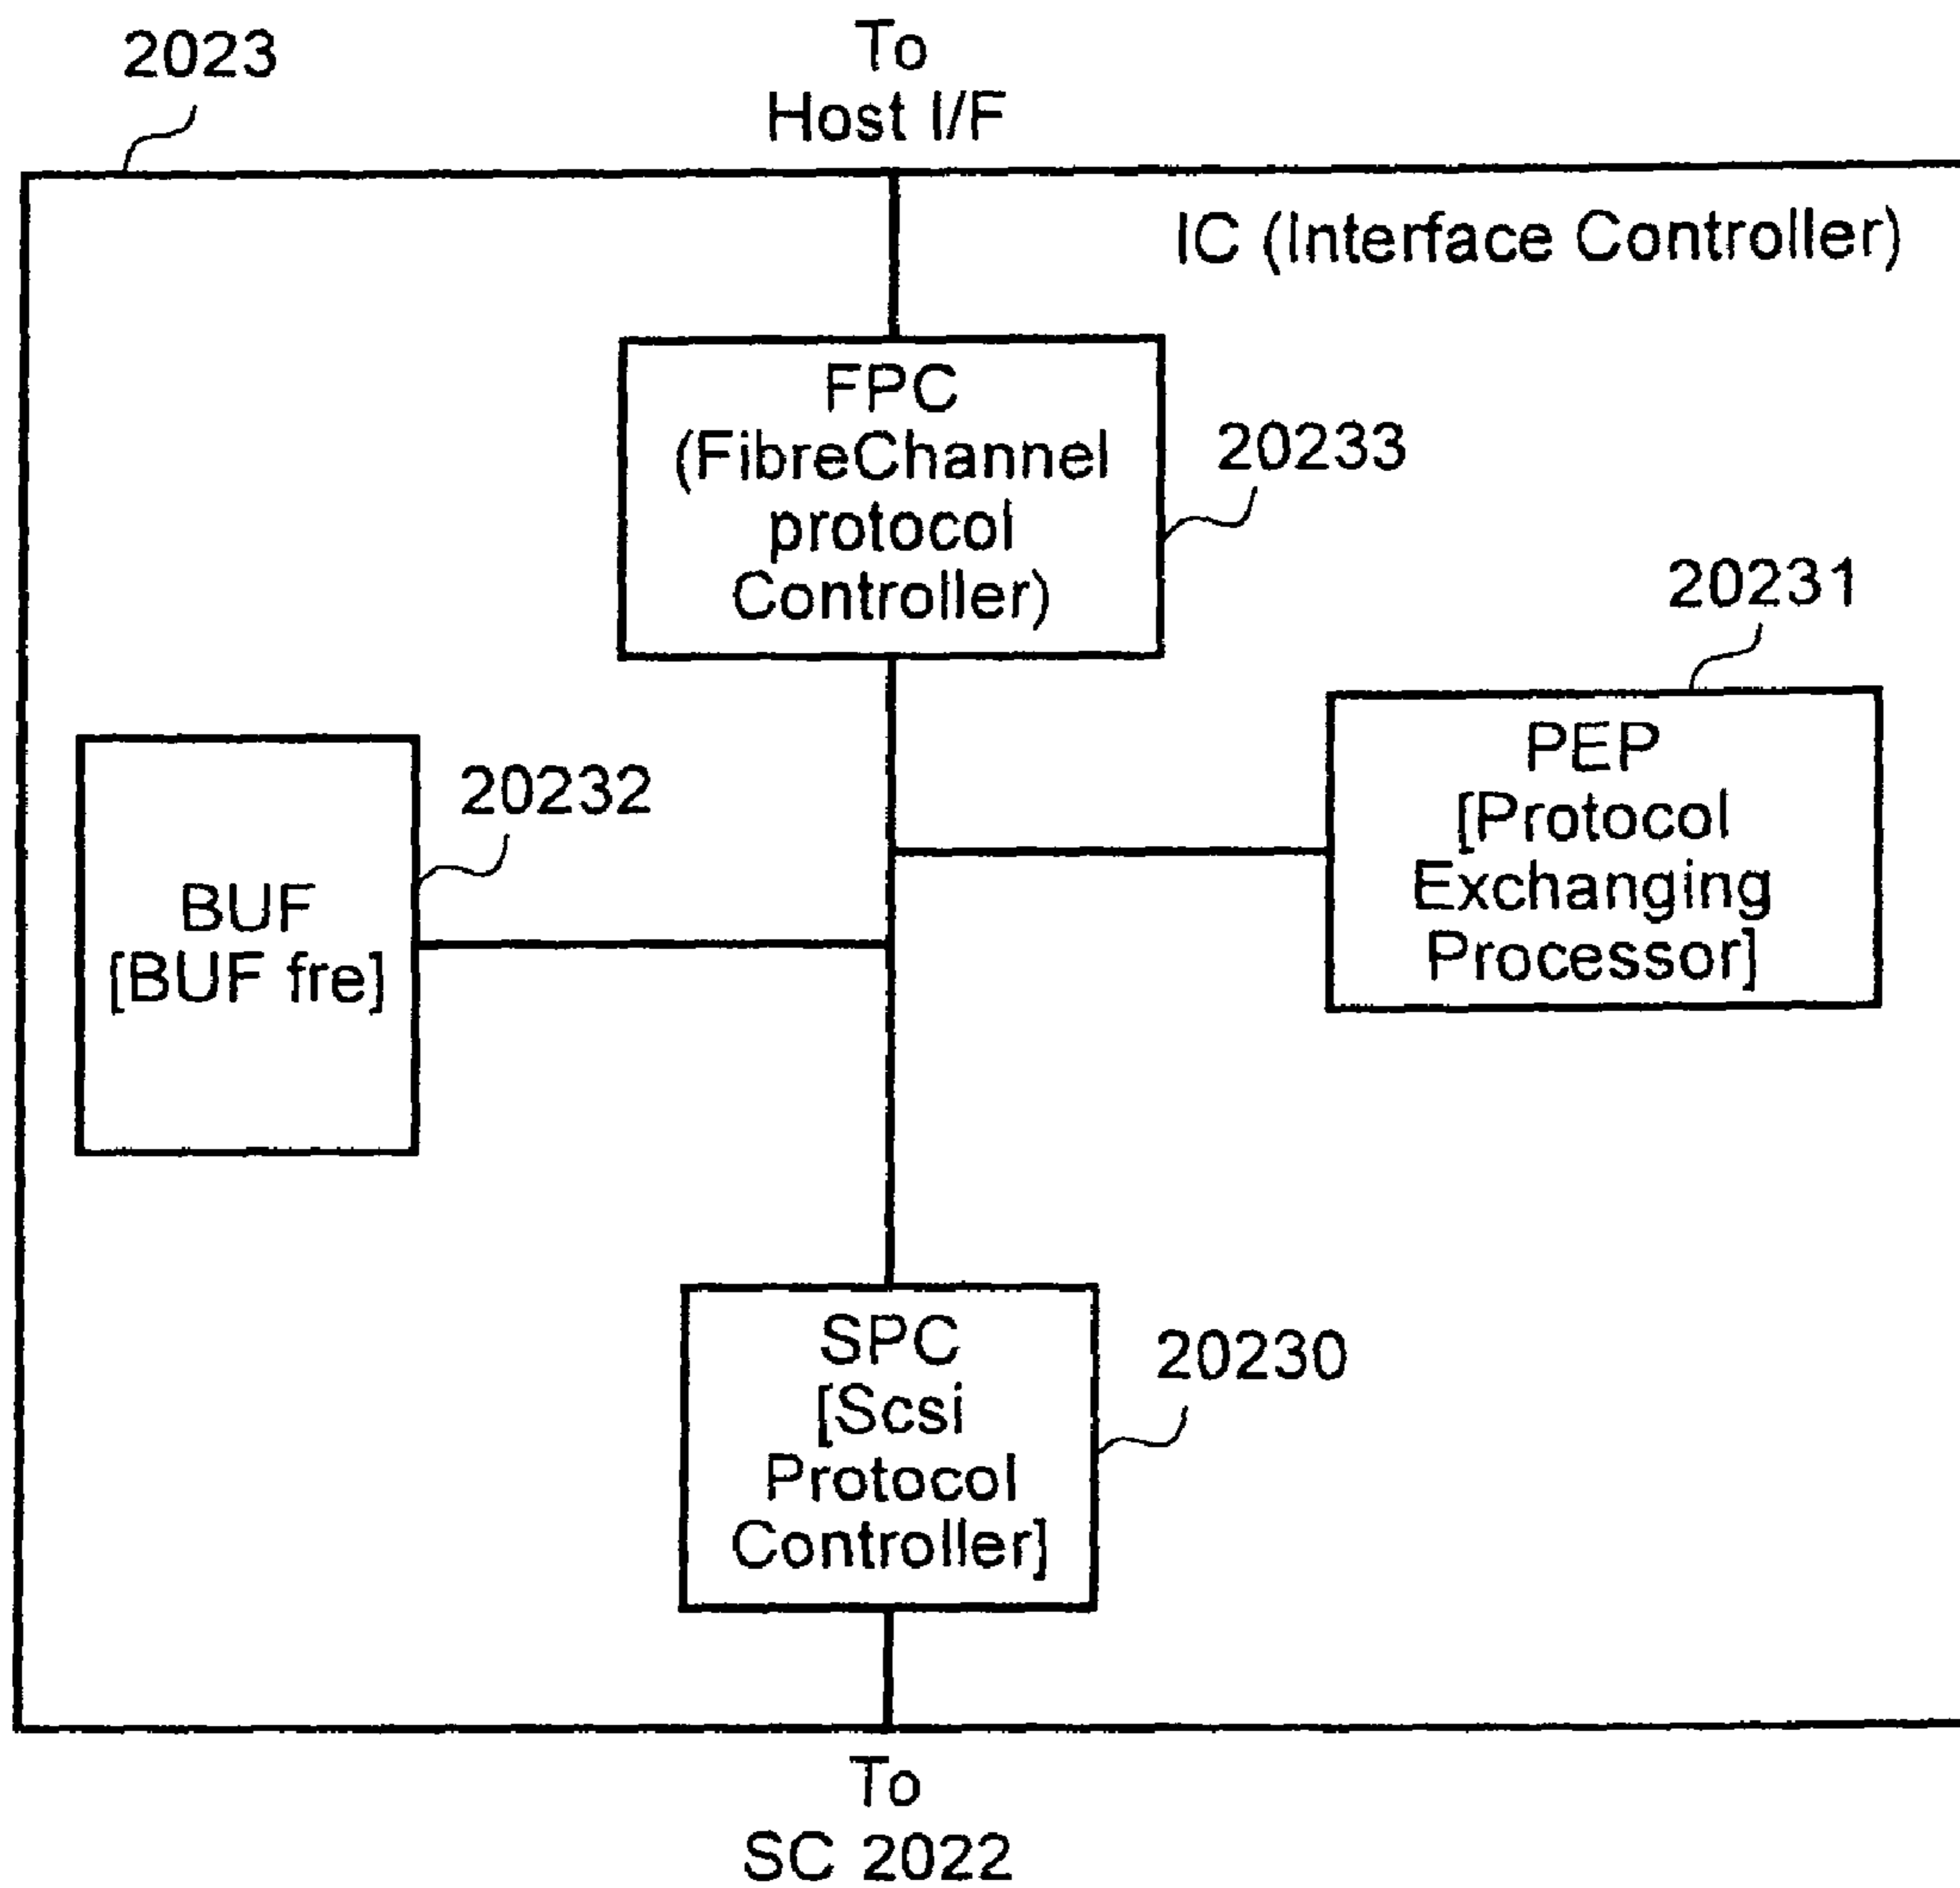 2023
To
Host I/F
IC (Interface Controller)
FPC
(FibreChannel
protocol
Controller)
20233
20231
PEP
[Protocol
Exchanging
Processor]
20232
BUF
[BUF fre]
SPC
[Scsi
Protocol
Controller]
20230
To
SC 2022